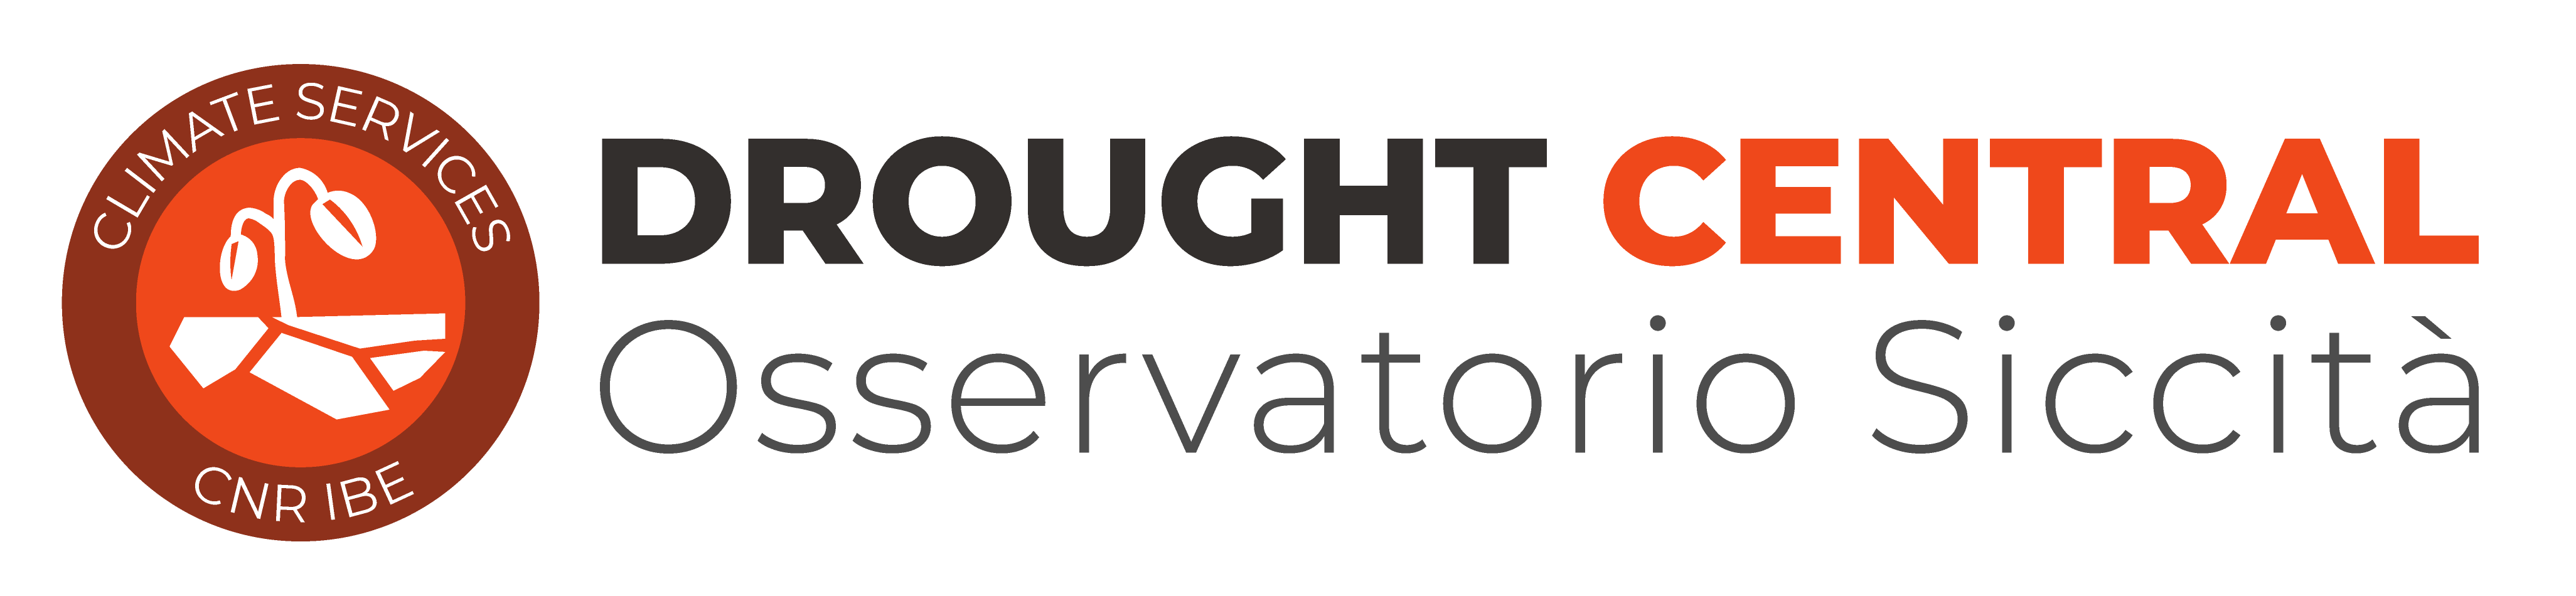 CLIMATE SERVICES
CNR IBE
DROUGHT CENTRAL
Osservatorio Siccità